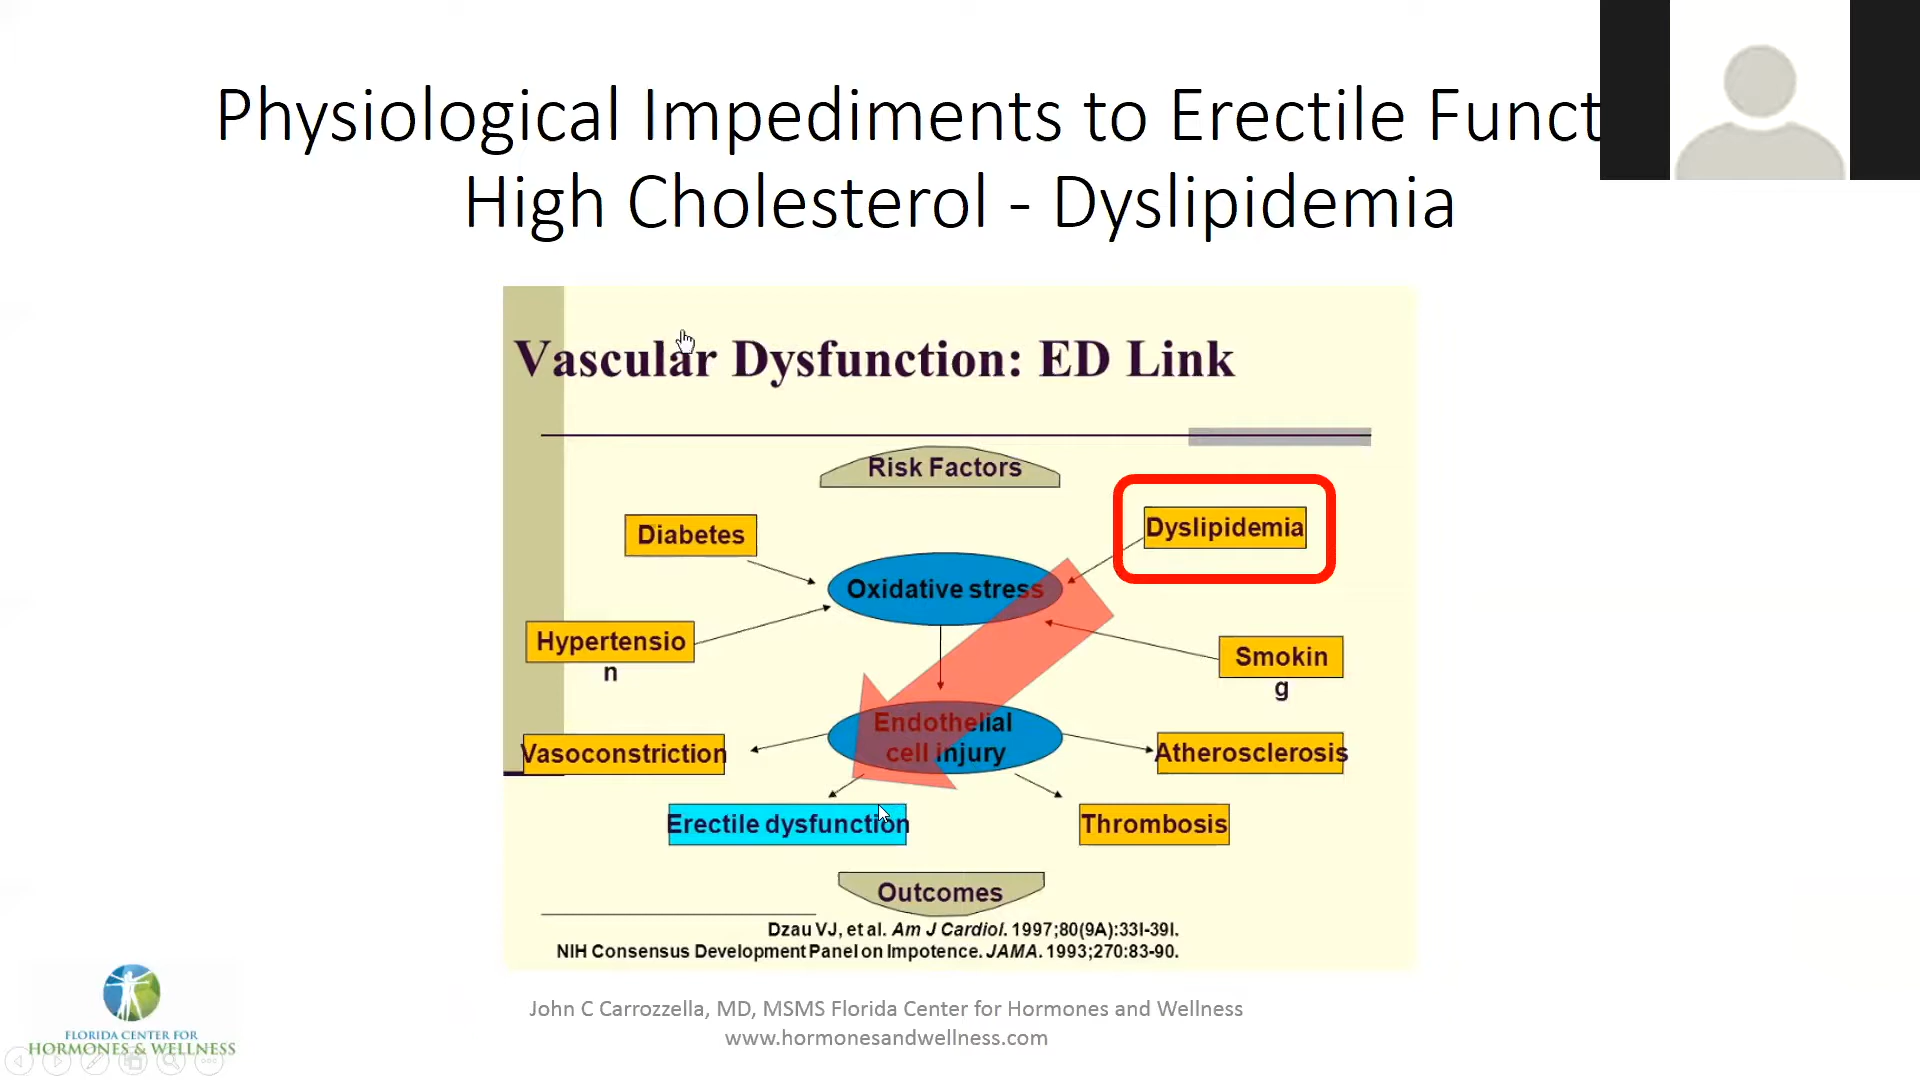 Physiological Impediments to Erectile Funct
High Cholesterol - Dyslipidemia
Vascular Dysfunction: ED Link
Risk Factors
Diabetes
Dyslipidemia
Oxidative stress
Hypertensio
n
Smokin
g
Endothelial
cell injury
Vasoconstriction
Atherosclerosis
Erectile dysfunction
Thrombosis
Outcomes
Dzau VJ, et al. Am J Cardiol. 1997;80(9A):33I-39I.
NIH Consensus Development Panel on Impotence. JAMA. 1993;270:83-90.
John C Carrozzella, MD, MSMS Florida Center for Hormones and Wellness
www.hormonesandwellness.com
FLORIDA CENTER FOR
HORMONES & WELLNESS